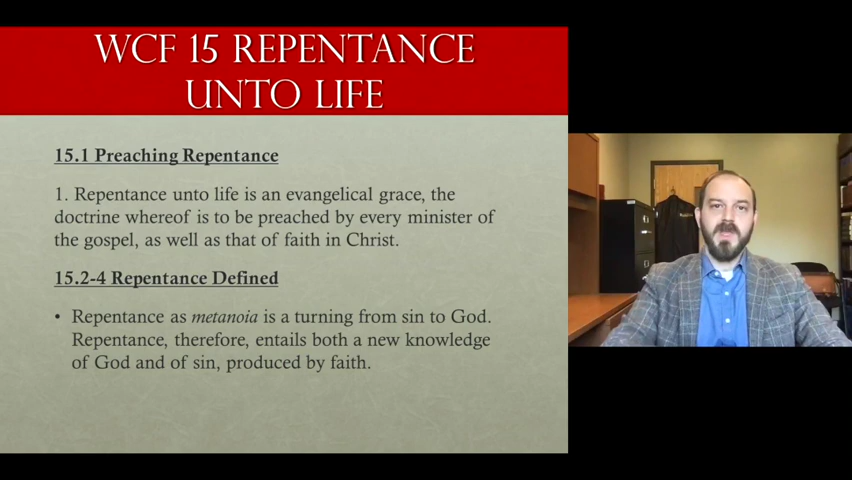 WCF 15 REPENTANCE
UNTO LIFE
15.1 Preaching Repentance
1. Repentance unto life is an evangelical grace, the
doctrine whereof is to be preached by every minister of
the gospel, as well as that of faith in Christ.
15.2-4 Repentance Defined
• Repentance as metanoia is a turning from sin to God.
Repentance, therefore, entails both a new knowledge
of God and of sin, produced by faith.